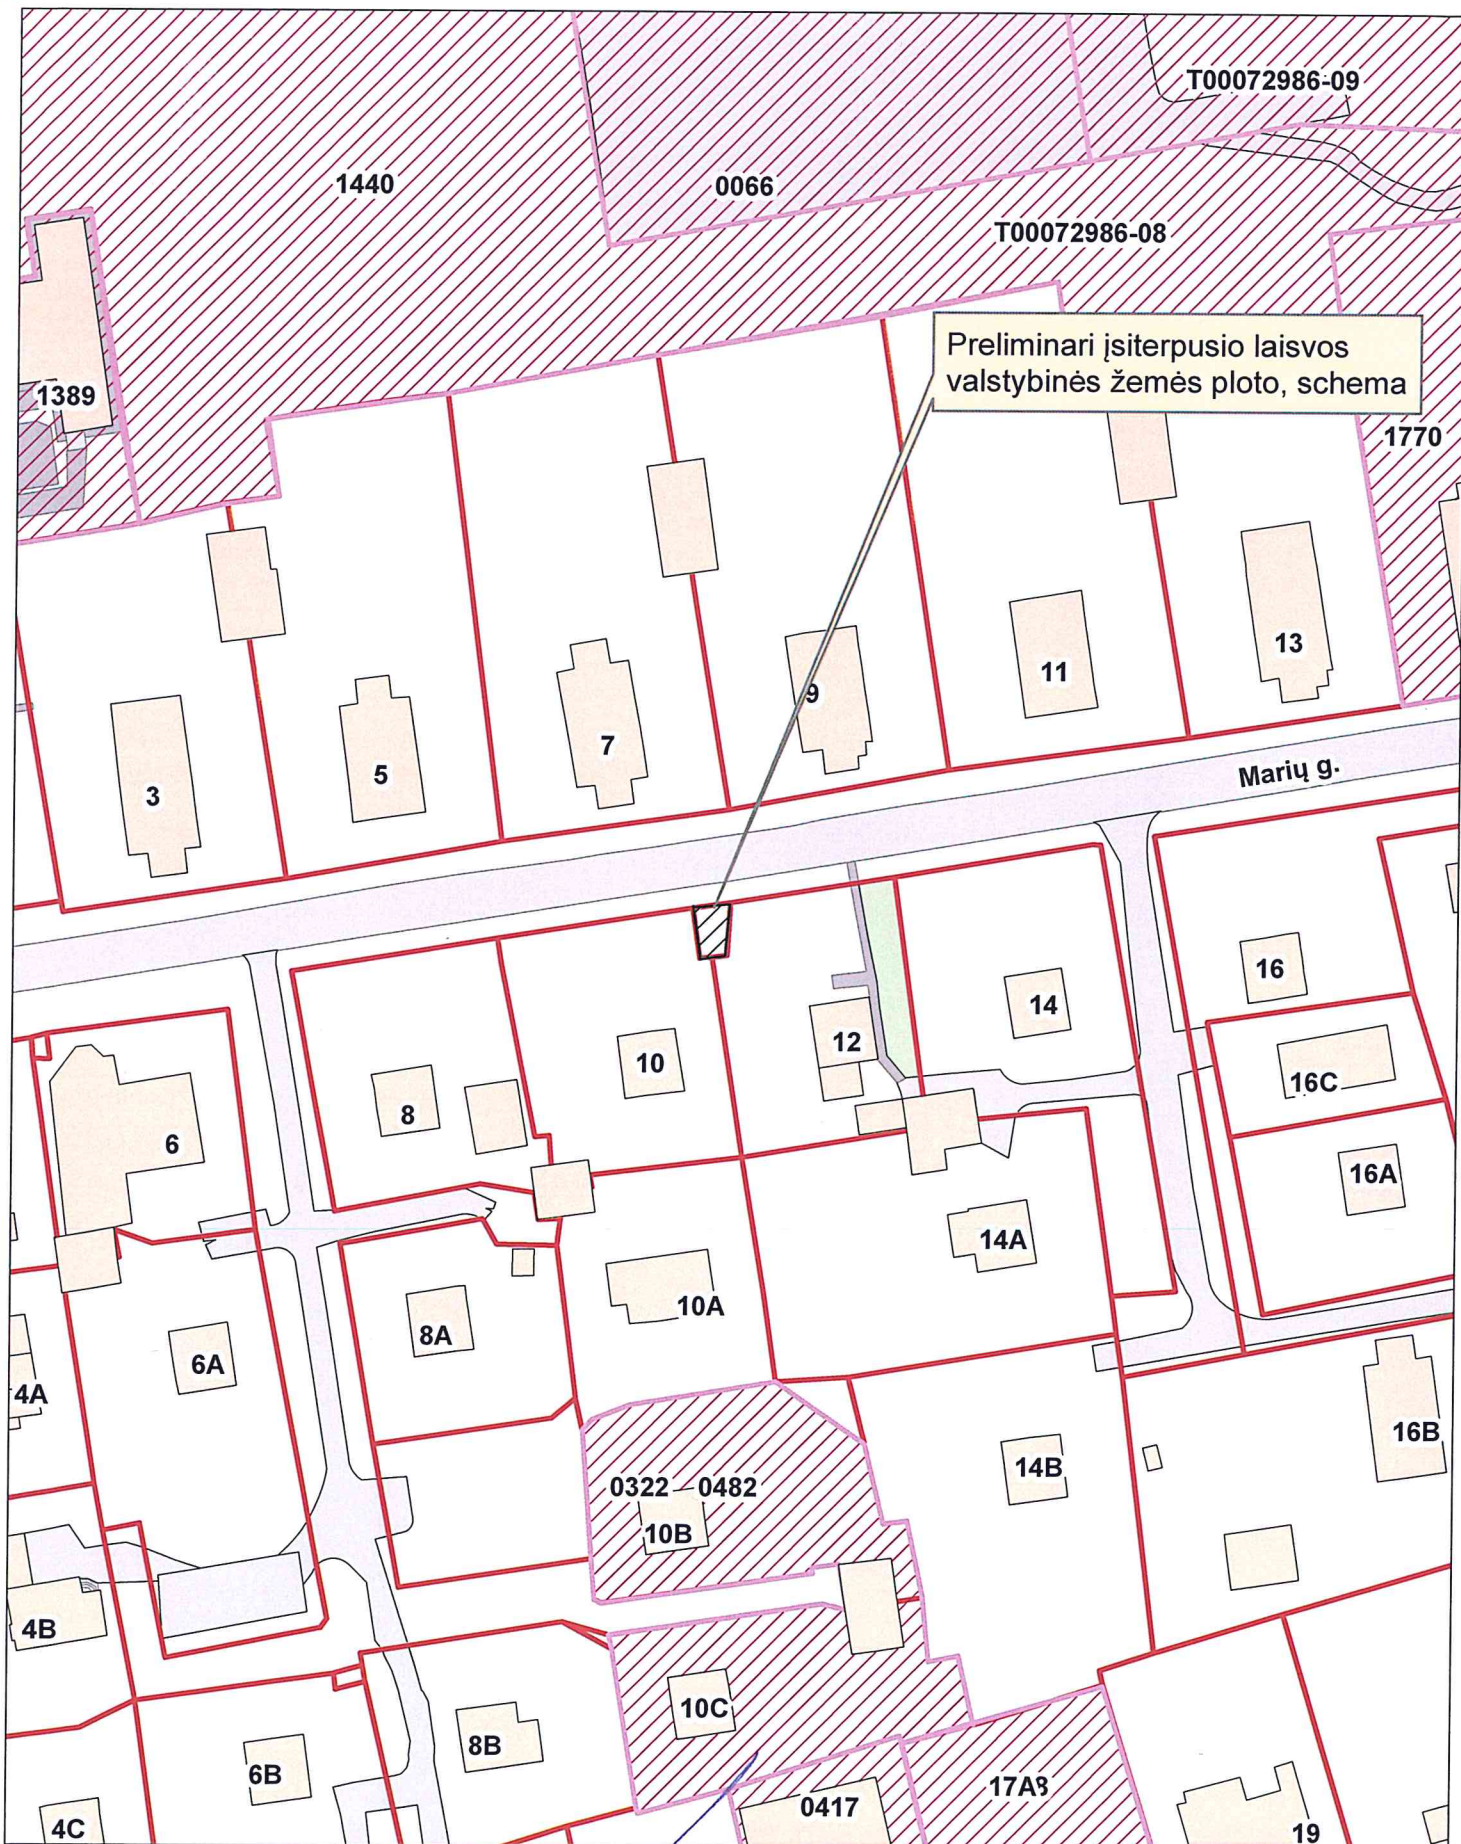 T00072986-09
1440
0066
T00072986-08
Preliminari įsiterpusio laisvos
valstybinės žemės ploto, schema
1389
1770
13
11
9
7
5
3
Marių g.
16
14
12
10
16C
8
6
16A
14A
10A
8A
6A
4A
16B
14B
0322 0482
10B
4B
10C
8B
6B
0417
4C
19